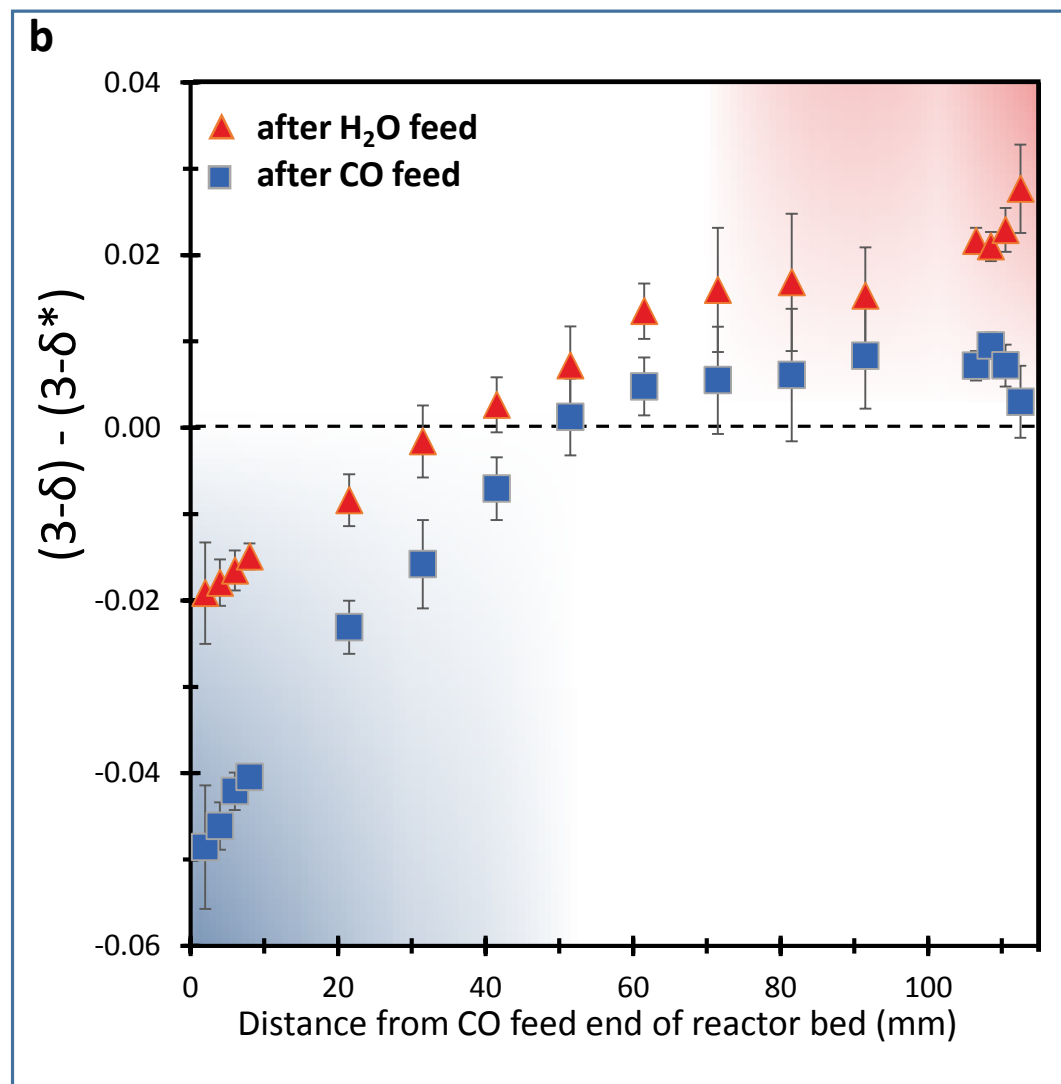 b
after H₂O feed
after CO feed
0.04
0.02
0.00
-0.02
-0.04
-0.06
(3-δ) - (3-δ*)
0 20 40 60 80 100
Distance from CO feed end of reactor bed (mm)